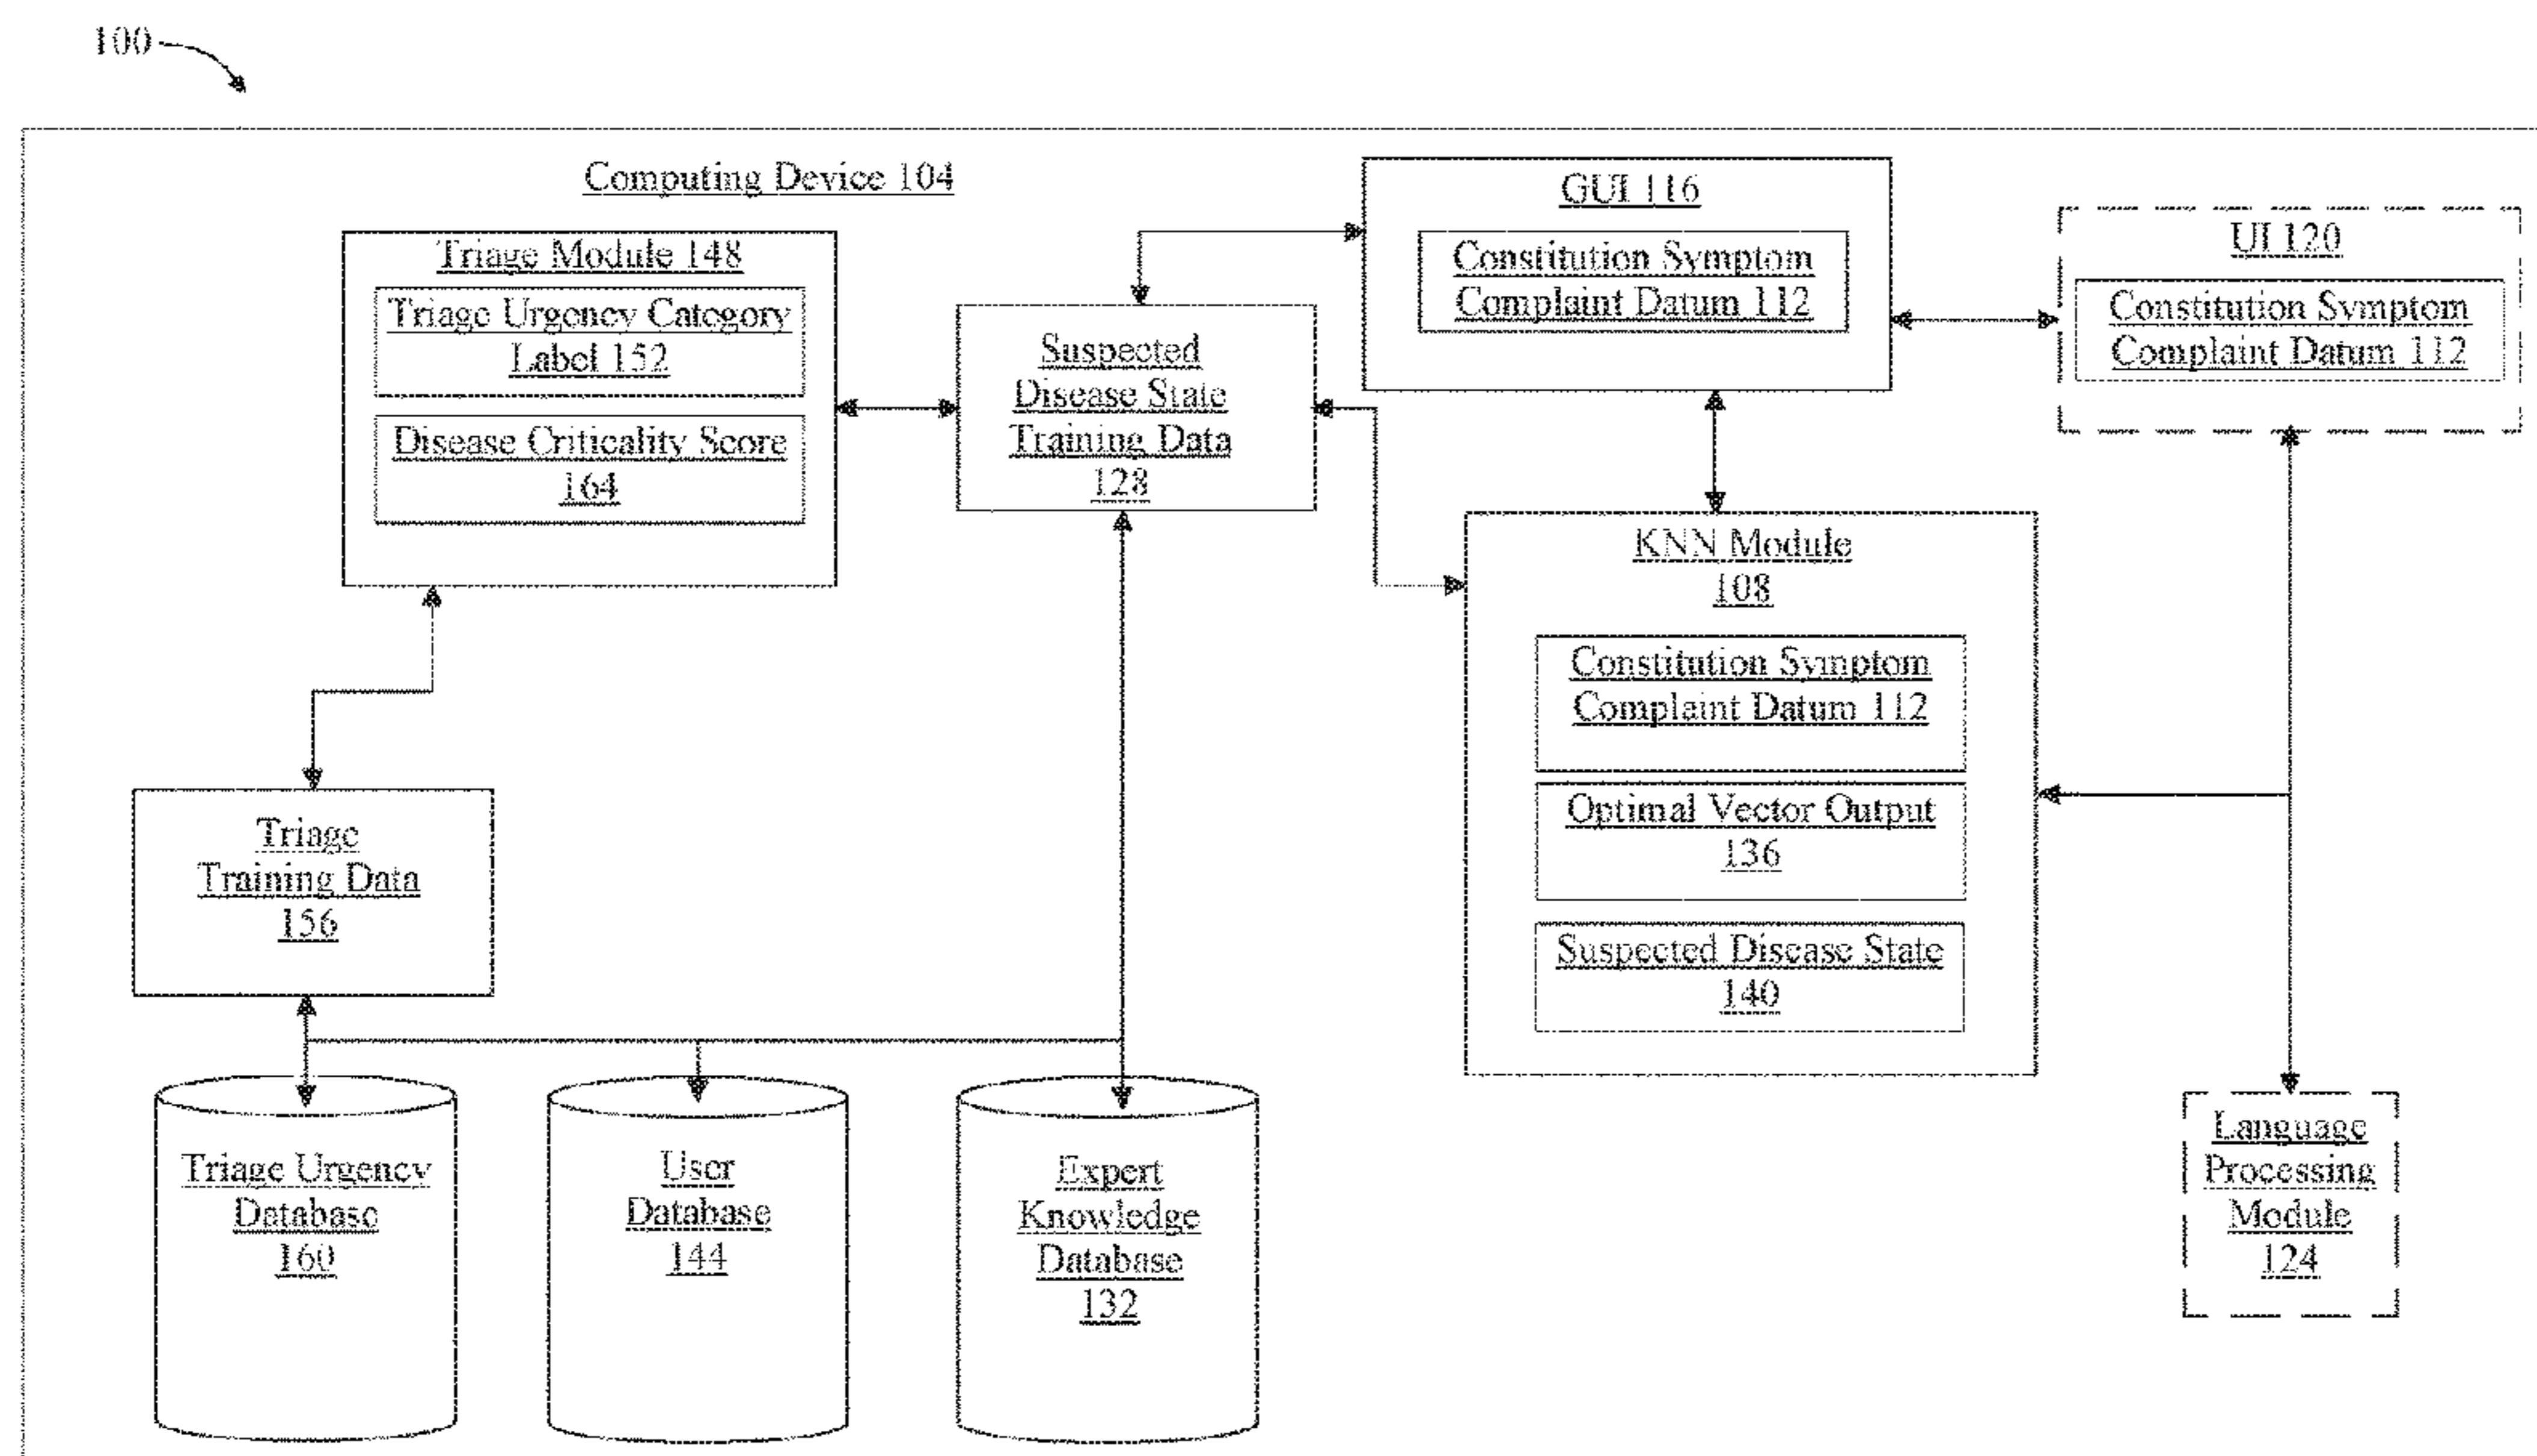 100
Computing Device 104
Triage Module 148
Triage Urgency Category
Label 152
Disease Criticality Score
164
Suspected
Disease State
Training Data
128
GUI 116
Constitution Symptom
Complaint Datum 112
UI 120
Constitution Symptom
Complaint Datum 112
KNN Module
108
Constitution Symptom
Complaint Datum 112
Optimal Vector Output
136
Suspected Disease State
140
Triage
Training Data
156
Triage Urgency
Database
160
User
Database
144
Expert
Knowledge
Database
132
Language
Processing
Module
124